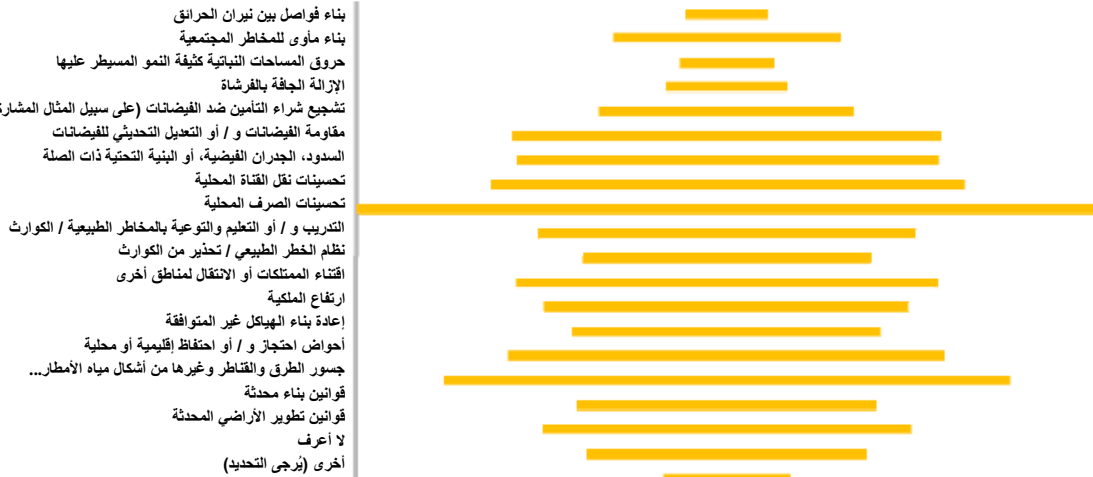 بناء فواصل بين نيران الحرائق
بناء مأوى للمخاطر المجتمعية
حروق المساحات النباتية كثيفة النمو المسيطر عليها
الإزالة الجافة بالفرشاة
تشجيع شراء التأمين ضد الفيضانات (على سبيل المثال
مقاومة الفيضانات و / أو التعديل التحديثي للفيضانات
السدود، الجدران الفيضية، أو البنية التحتية ذات الصلة
تحسينات نقل القناة المحلية
تحسينات الصرف المحلية
التدريب و / أو التعليم والتوعية بالمخاطر الطبيعية / الكوارث
نظام الخطر الطبيعي / تحذير من الكوارث
اقتناء الممتلكات أو الانتقال لمناطق أخرى
ارتفاع الملكية
إعادة بناء الهياكل غير المتوافقة
أحواض احتجاز و / أو احتفاظ إقليمية أو محلية
جسور الطرق والقناطر وغيرها من أشكال مياه الأمطار...
قوانين بناء محدثة
قوانين تطوير الأراضي المحدثة
لا أعرف
أخرى (يُرجى التحديد)